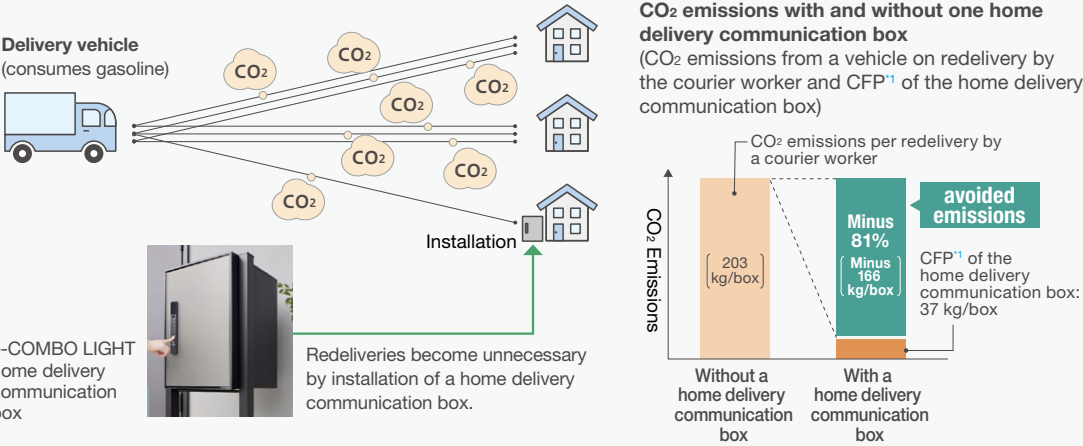 Delivery vehicle
(consumes gasoline)
CO2
CO2
CO2
CO2
CO2
CO2
CO2
Installation
-COMBO LIGHT
ome delivery
ommunication
ox
Redeliveries become unnecessary
by installation of a home delivery
communication box.
CO2 emissions with and without one home
delivery communication box
(CO2 emissions from a vehicle on redelivery by
the courier worker and CFP*1 of the home delivery
communication box)
CO2 emissions per redelivery by
a courier worker
CO2 Emissions
203
kg/box
Minus
81%
Minus
166
kg/box
avoided
emissions
CFP*1 of the
home delivery
communication box:
37 kg/box
Without a
home delivery
communication
box
With a
home delivery
communication
box